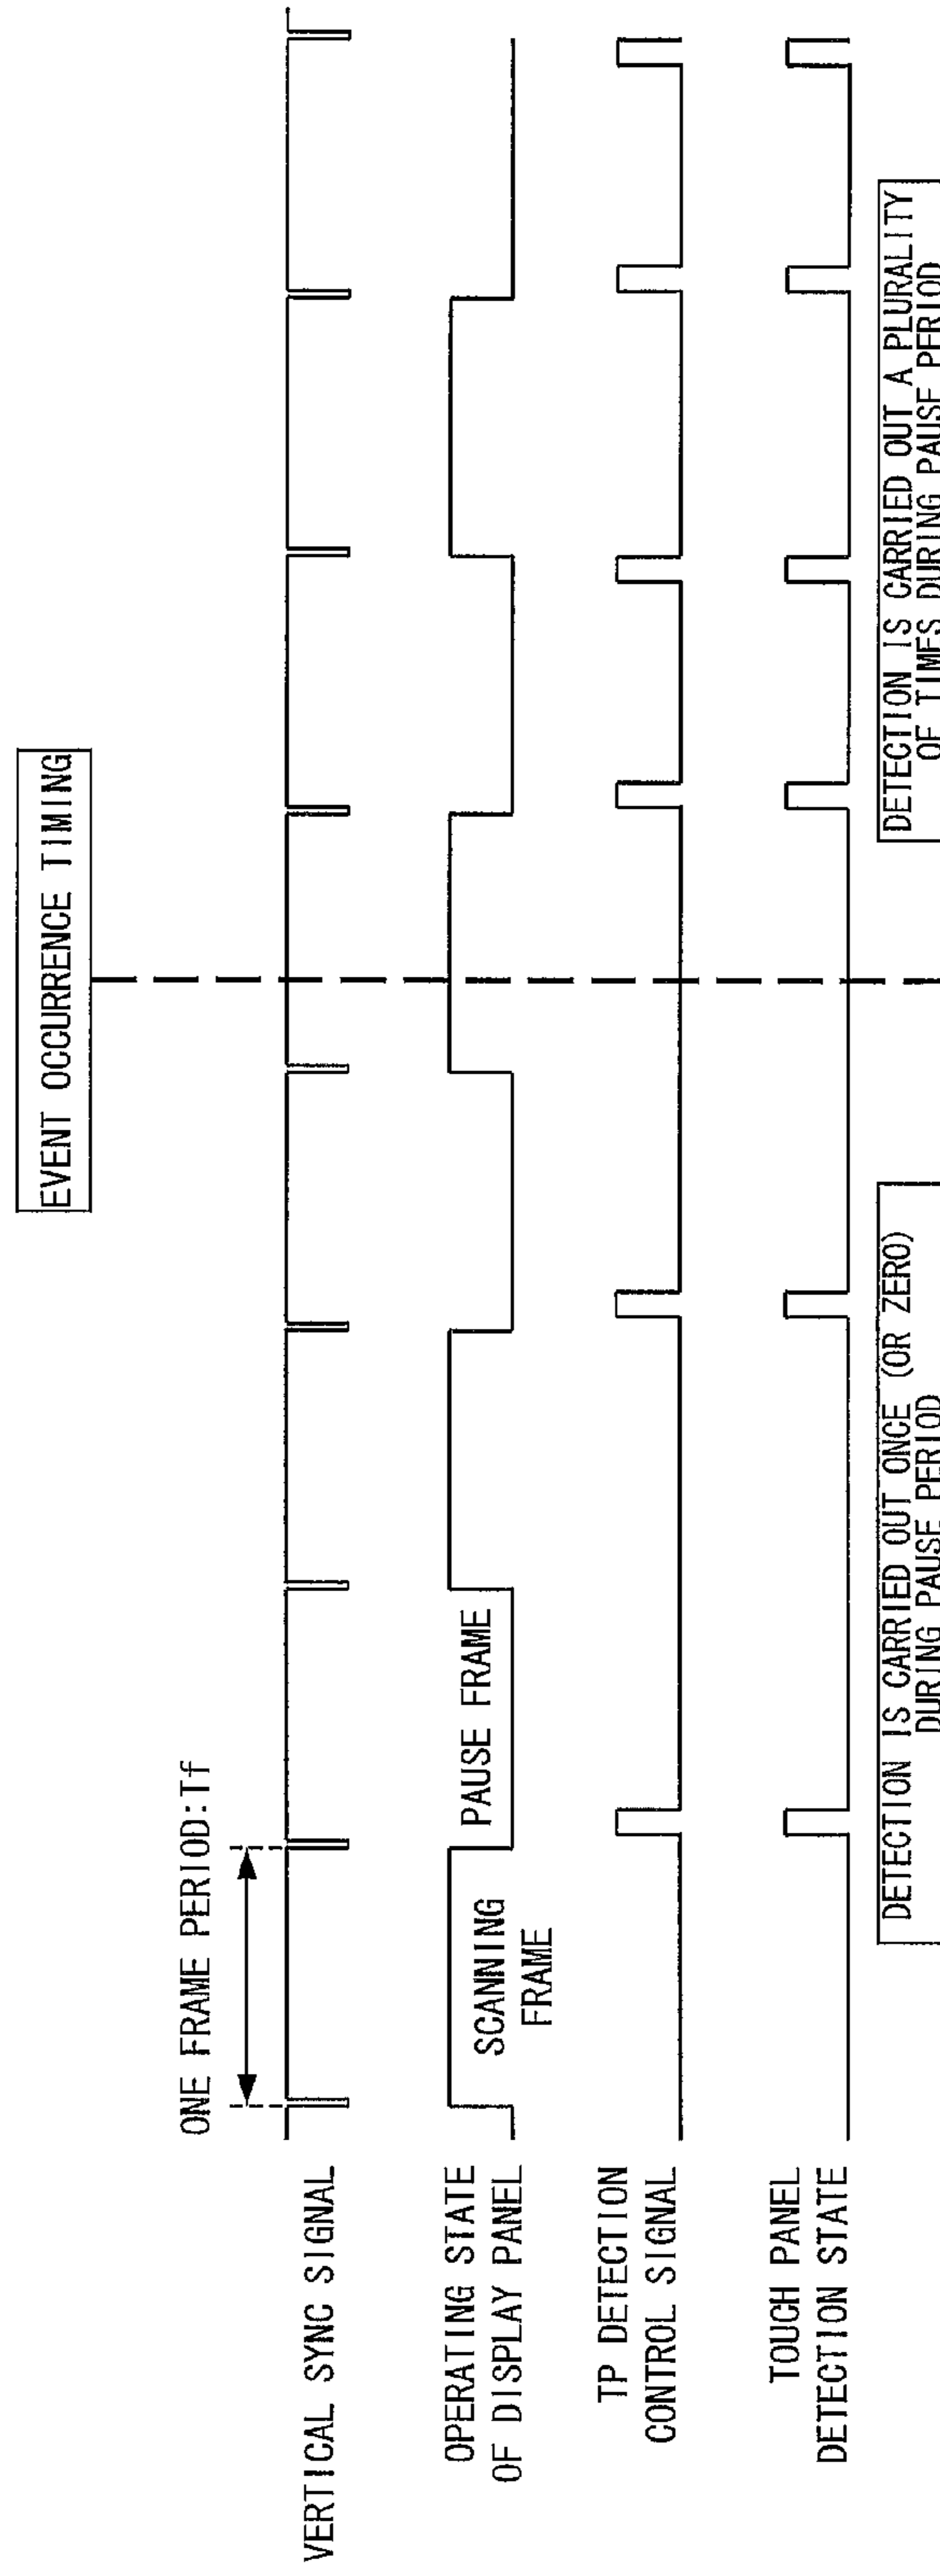 EVENT OCCURRENCE TIMING
ONE FRAME PERIOD:Tf
VERTICAL SYNC SIGNAL
OPERATING STATE
OF DISPLAY PANEL
SCANNING
FRAME
PAUSE FRAME
TP DETECTION
CONTROL SIGNAL
TOUCH PANEL
DETECTION STATE
DETECTION IS CARRIED OUT ONCE (OR ZERO)
DURING PAUSE PERIOD
DETECTION IS CARRIED OUT A PLURALITY
OF TIMES DURING PAUSE PERIOD